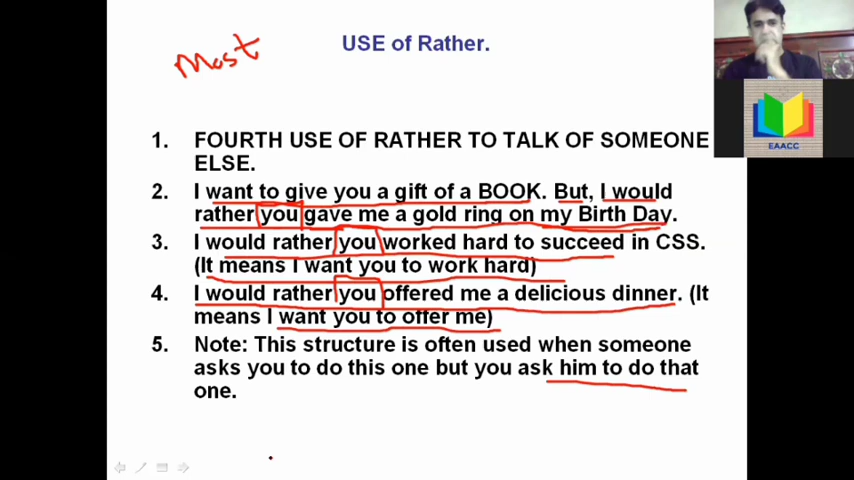 USE of Rather.
Most
1. FOURTH USE OF RATHER TO TALK OF SOMEONE
ELSE.
2. I want to give you a gift of a BOOK. But, I would
rather you gave me a gold ring on my Birth Day.
3. I would rather you worked hard to succeed in CSS.
(It means I want you to work hard)
4. I would rather you offered me a delicious dinner. (It
means I want you to offer me)
5. Note: This structure is often used when someone
asks you to do this one but you ask him to do that
one.
EAACC